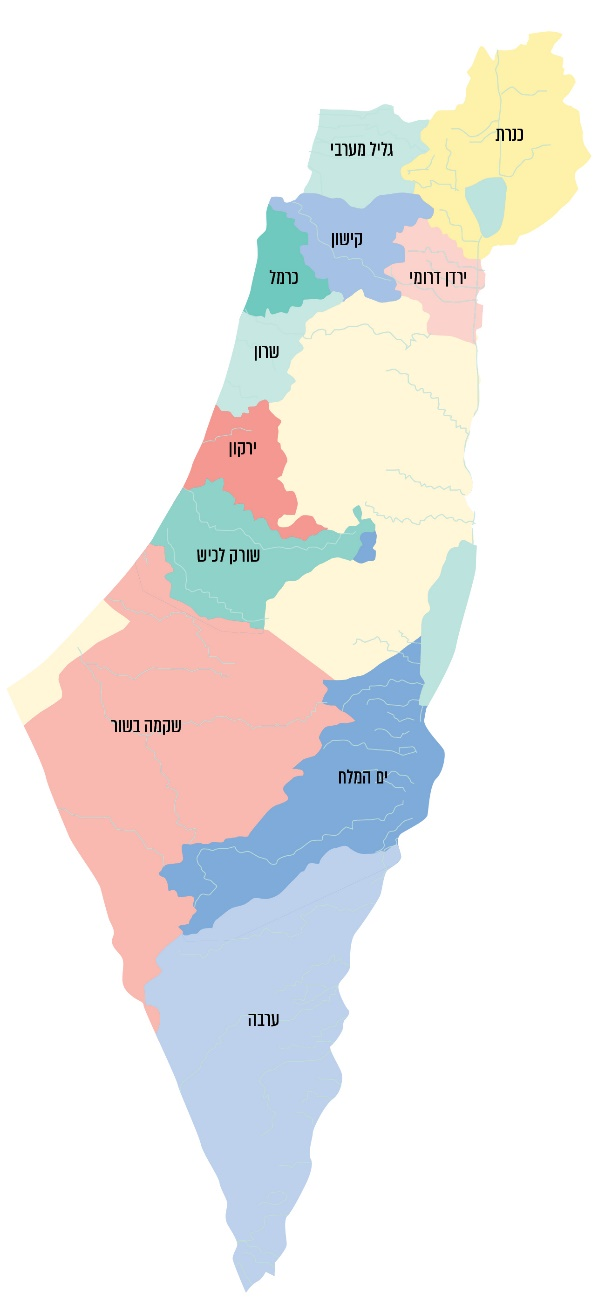 כנרת
גליל מערבי
קישון
כרמל
ירדן דרומי
שרון
ירקון
שורק לכיש
שקמה בשור
ים המלח
ערבה